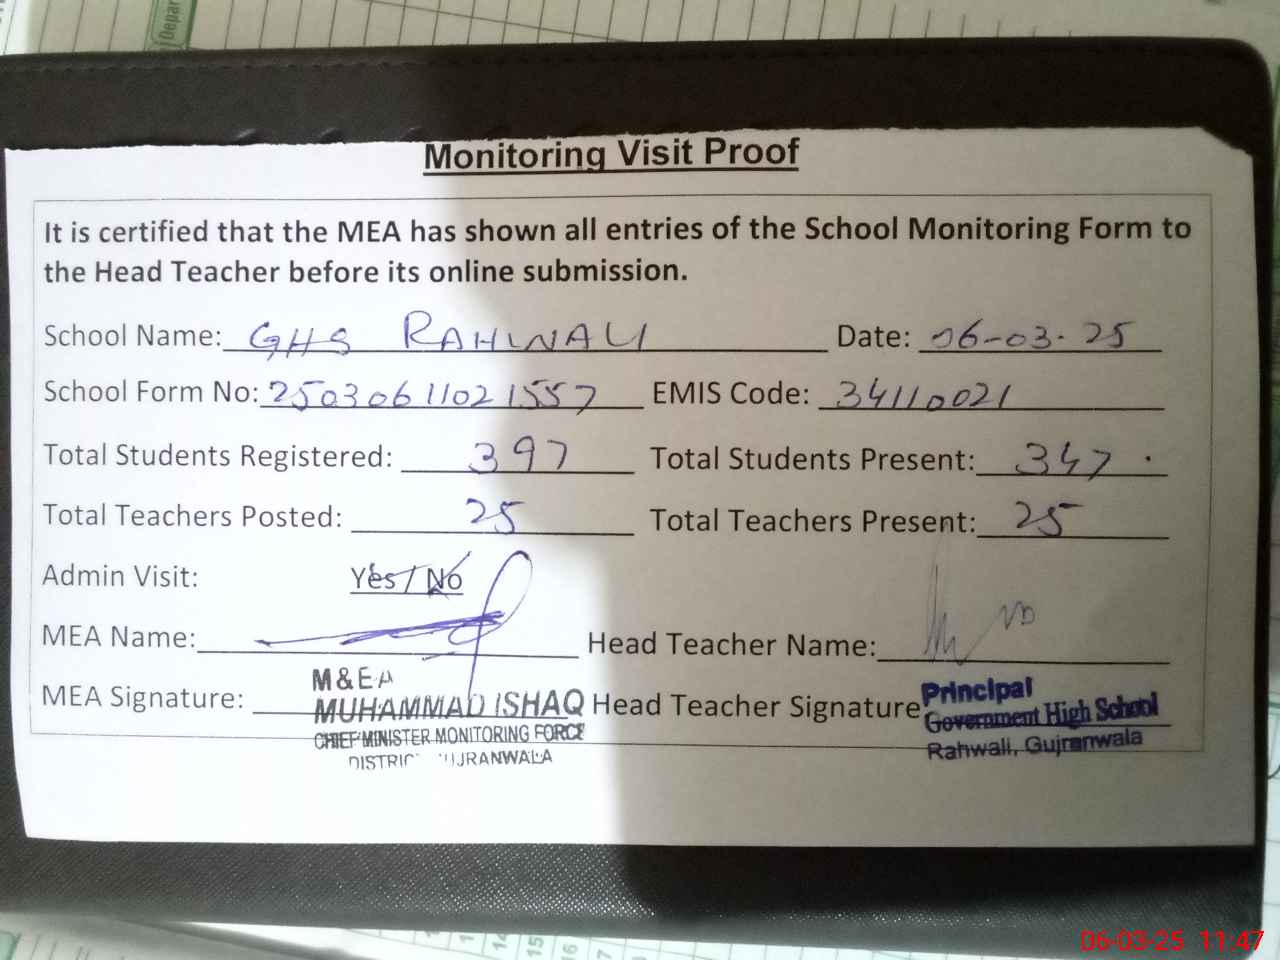 Depar
Monitoring Visit Proof
It is certified that the MEA has shown all entries of the School Monitoring Form to
the Head Teacher before its online submission.
School Name: GHS RAHWALI Date: 06-03-25
School Form No: 25030611021557 EMIS Code: 34110021
Total Students Registered: 397 Total Students Present: 347
Total Teachers Posted: 25 Total Teachers Present: 25
Admin Visit: Yes / No
MEA Name: Head Teacher Name:
MEA Signature: Head Teacher Signature
M&EA
MUHAMMAD ISHAQ
CHIEF MINISTER MONITORING FORCE
DISTRIC UJRANWALA
Principal
Government High School
Rahwali, Gujranwala
06-03-25 11:47